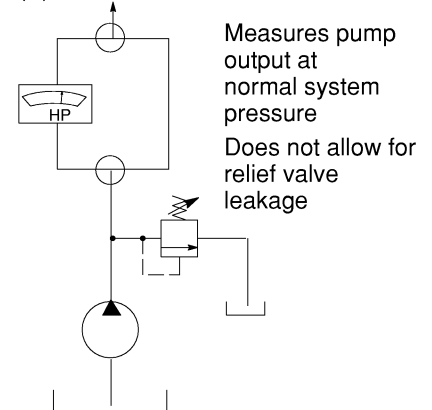 Measures pump
output at
normal system
pressure
Does not allow for
relief valve
leakage
HP